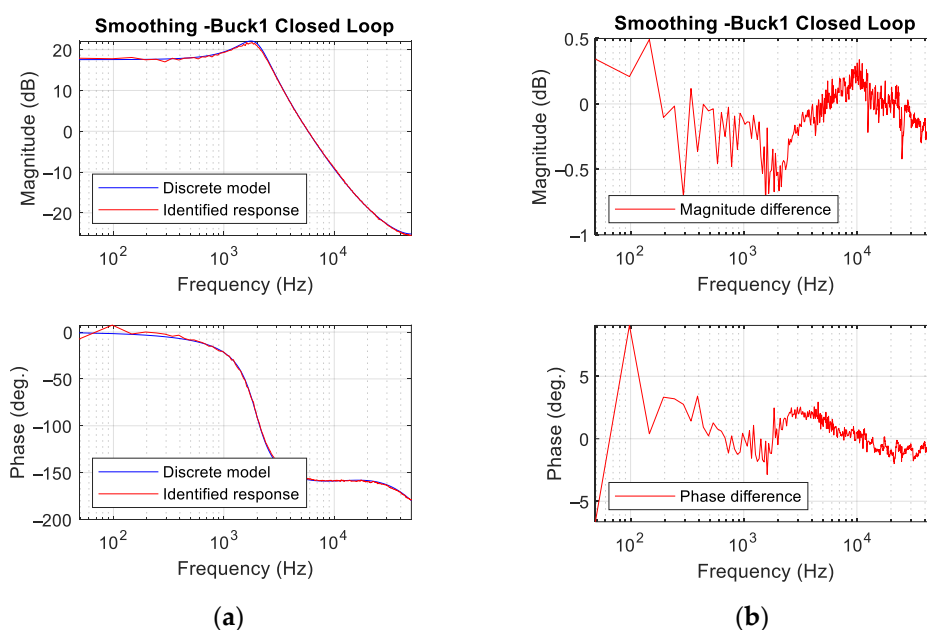 Smoothing -Buck1 Closed Loop
20
10
0
−10
−20
Magnitude (dB)
Discrete model
Identified response
10^2
10^3
10^4
Frequency (Hz)
0
−50
−100
−150
−200
Phase (deg.)
Discrete model
Identified response
10^2
10^3
10^4
Frequency (Hz)
(a)
Smoothing -Buck1 Closed Loop
0.5
0
−0.5
−1
Magnitude (dB)
Magnitude difference
10^2
10^3
10^4
Frequency (Hz)
5
0
−5
Phase (deg.)
Phase difference
10^2
10^3
10^4
Frequency (Hz)
(b)